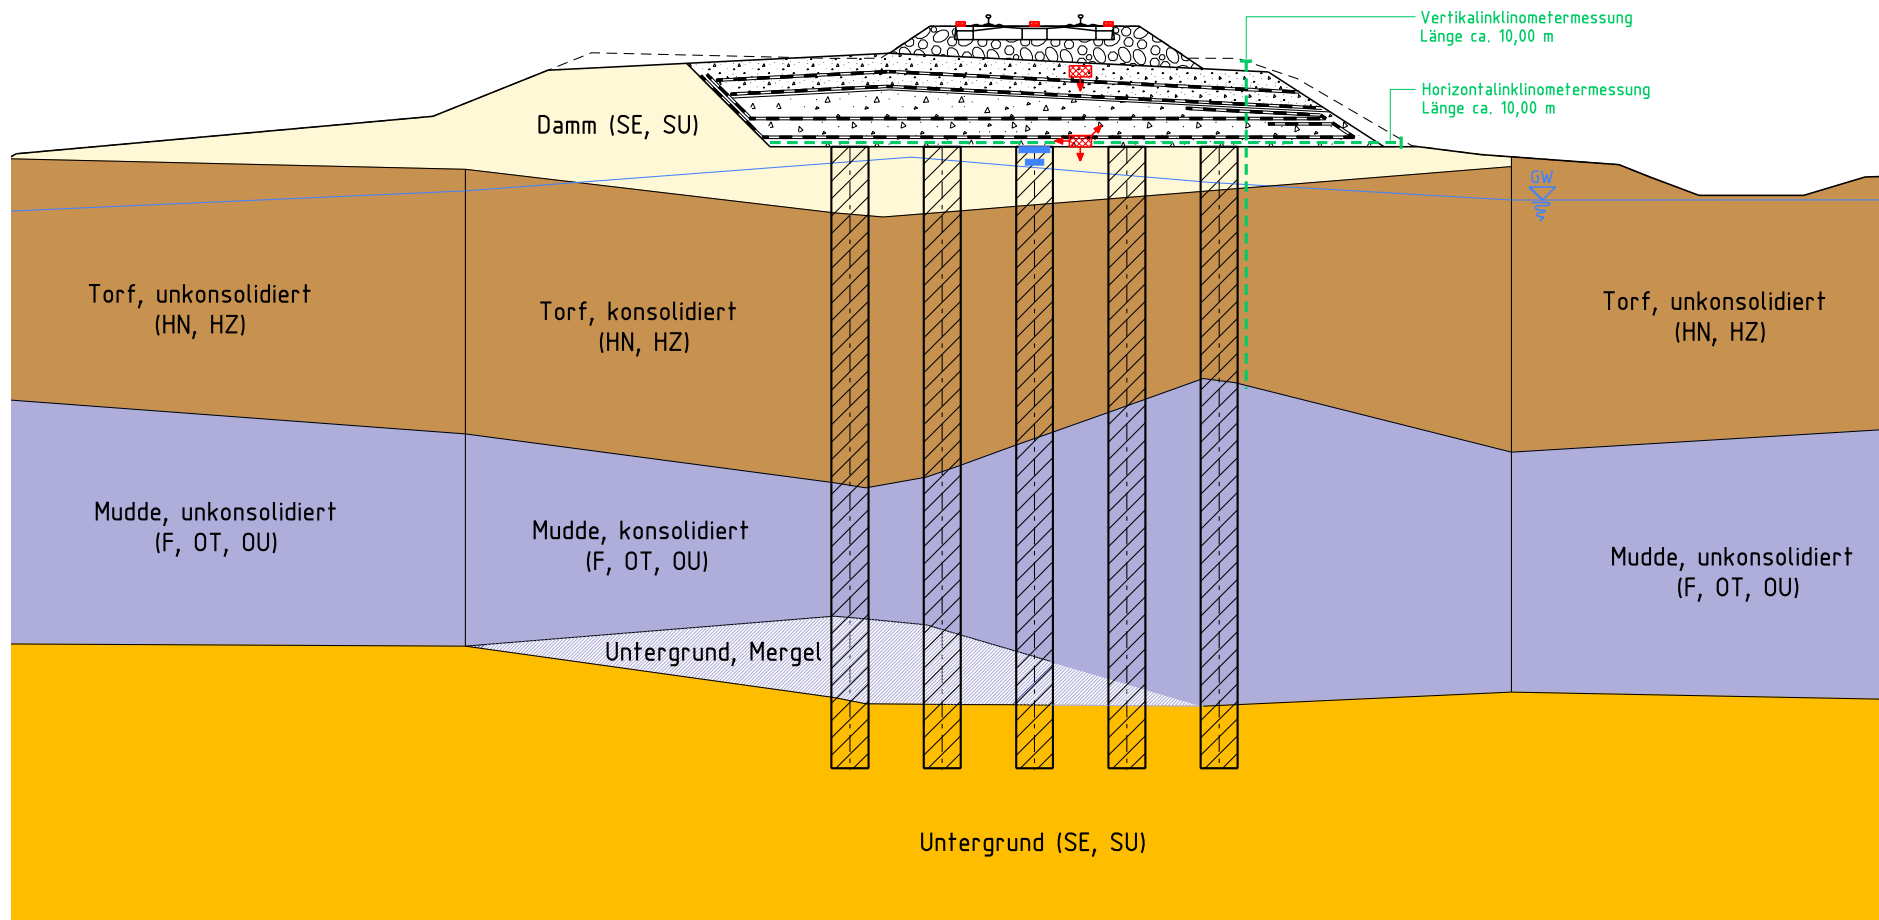 Vertikalinklinometermessung
Länge ca. 10,00 m
Horizontalinklinometermessung
Länge ca. 10,00 m
Damm (SE, SU)
GW
Torf, unkonsolidiert
(HN, HZ)
Torf, konsolidiert
(HN, HZ)
Torf, unkonsolidiert
(HN, HZ)
Mudde, unkonsolidiert
(F, OT, OU)
Mudde, konsolidiert
(F, OT, OU)
Mudde, unkonsolidiert
(F, OT, OU)
Untergrund, Mergel
Untergrund (SE, SU)